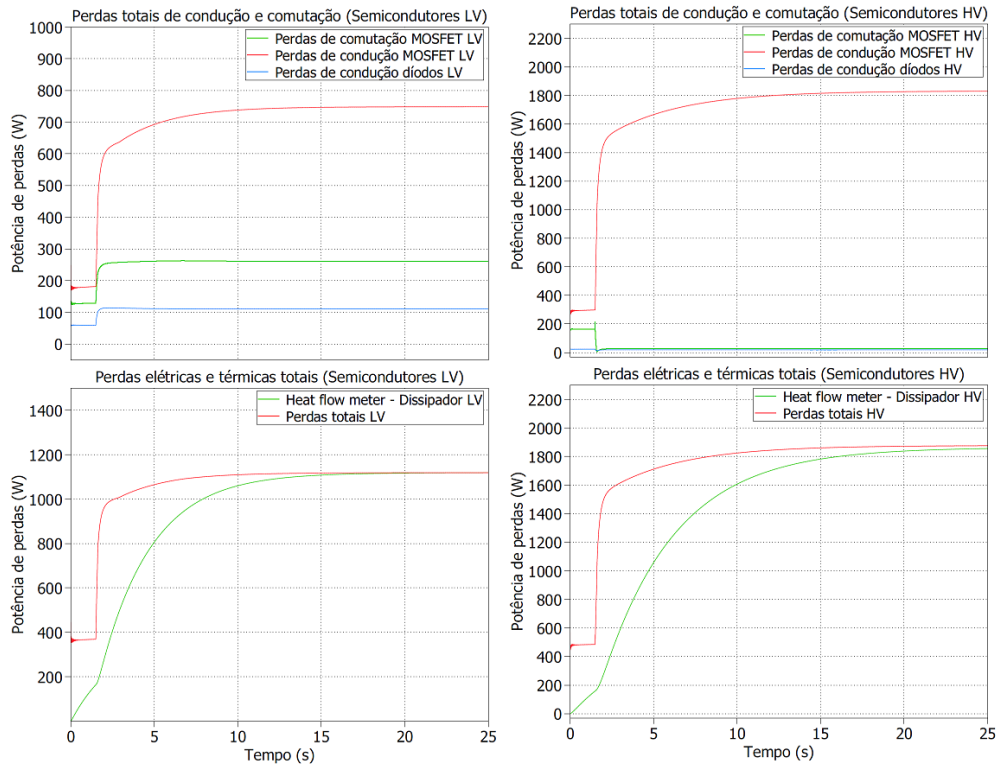 Perdas totais de condução e comutação (Semicondutores LV)
1000
900
800
700
600
500
400
300
200
100
0
Potência de perdas (W)
Perdas de comutação MOSFET LV
Perdas de condução MOSFET LV
Perdas de condução díodos LV
Perdas totais de condução e comutação (Semicondutores HV)
2200
2000
1800
1600
1400
1200
1000
800
600
400
200
0
Potência de perdas (W)
Perdas de comutação MOSFET HV
Perdas de condução MOSFET HV
Perdas de condução díodos HV
Perdas elétricas e térmicas totais (Semicondutores LV)
1400
1200
1000
800
600
400
200
Potência de perdas (W)
Heat flow meter - Dissipador LV
Perdas totais LV
0 5 10 15 20 25
Tempo (s)
Perdas elétricas e térmicas totais (Semicondutores HV)
2200
2000
1800
1600
1400
1200
1000
800
600
400
200
0
Potência de perdas (W)
Heat flow meter - Dissipador HV
Perdas totais HV
0 5 10 15 20 25
Tempo (s)